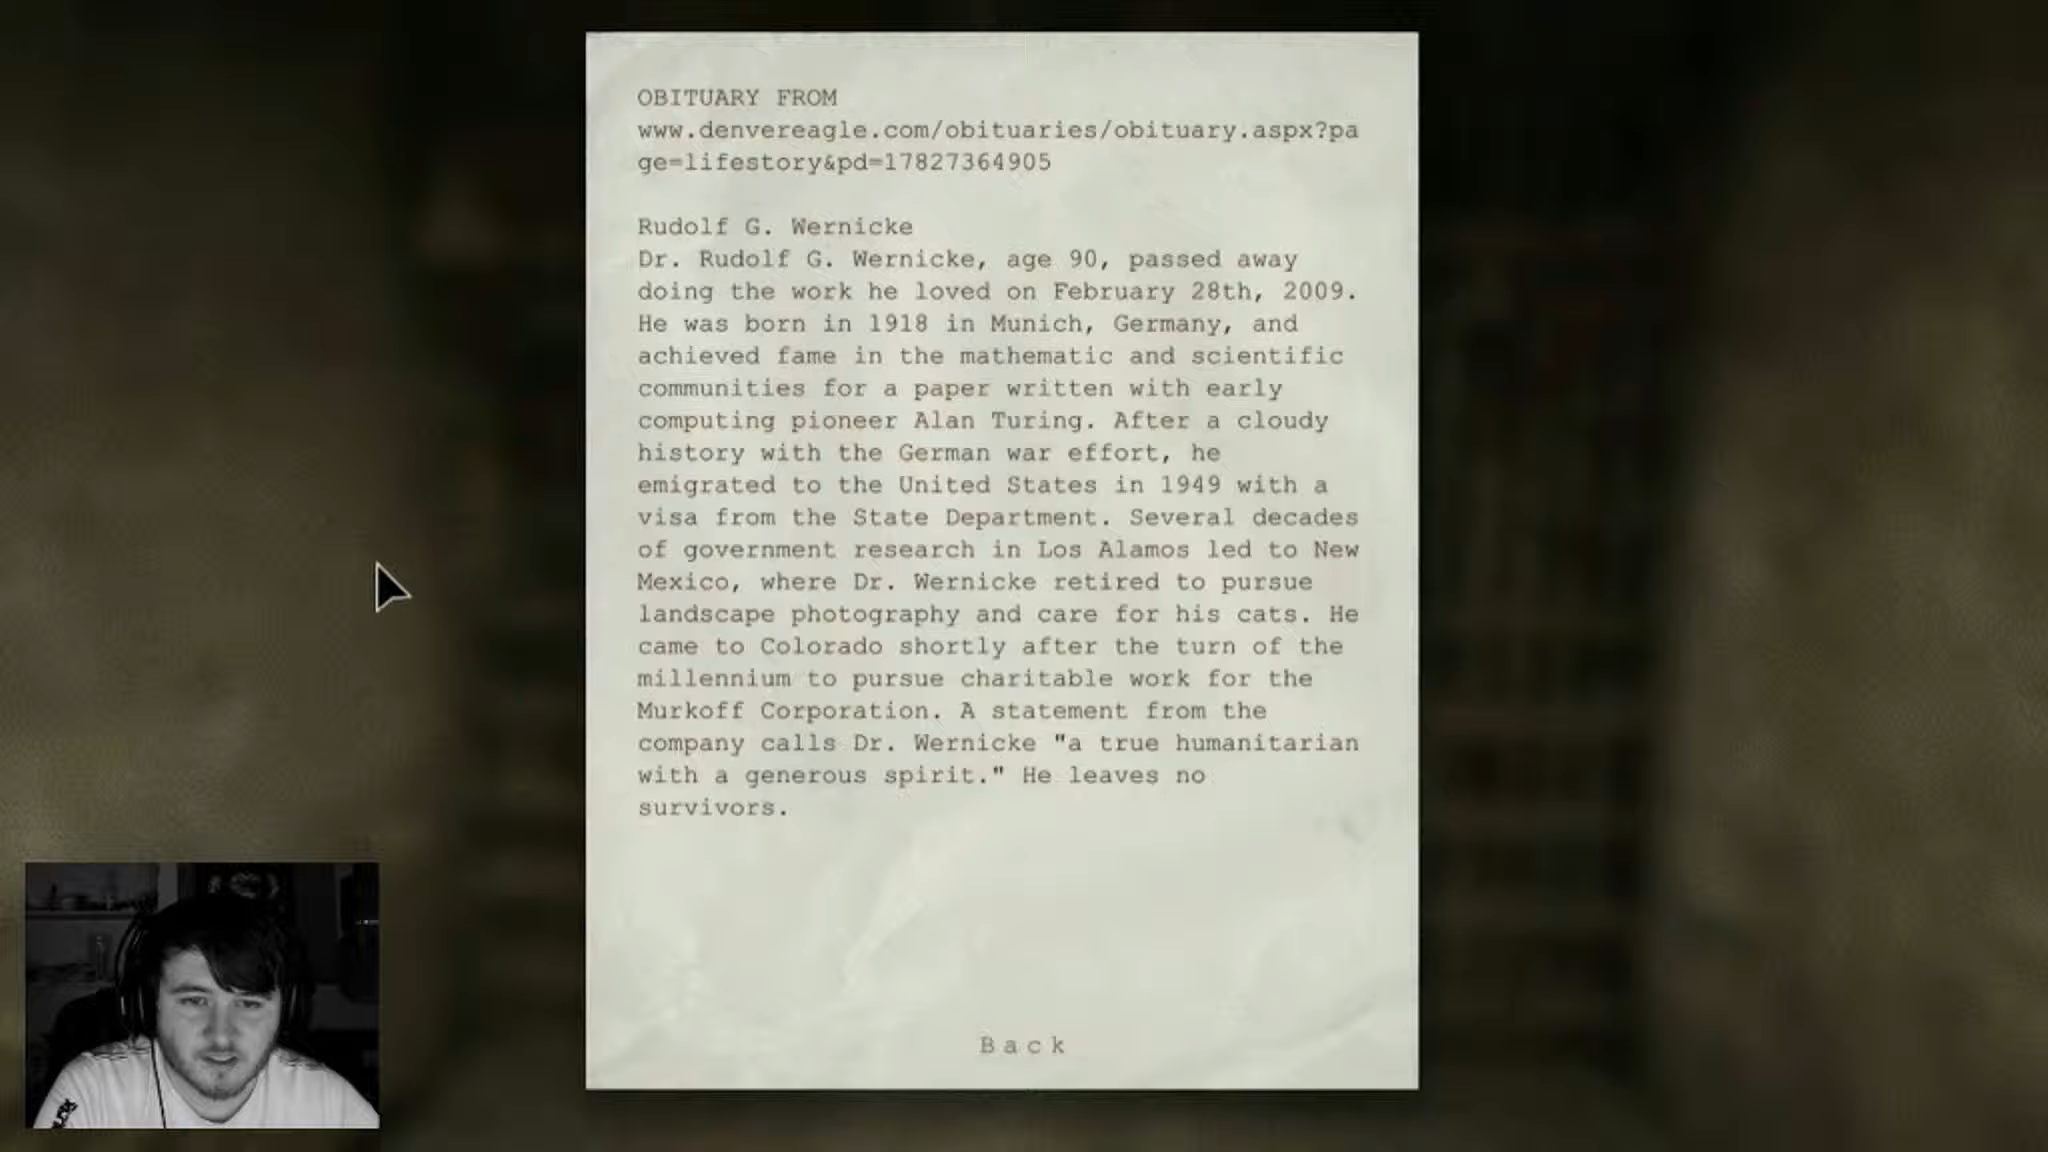 OBITUARY FROM
www.denvereagle.com/obituaries/obituary.aspx?pa
ge=lifestory&pd=17827364905
Rudolf G. Wernicke
Dr. Rudolf G. Wernicke, age 90, passed away
doing the work he loved on February 28th, 2009.
He was born in 1918 in Munich, Germany, and
achieved fame in the mathematic and scientific
communities for a paper written with early
computing pioneer Alan Turing. After a cloudy
history with the German war effort, he
emigrated to the United States in 1949 with a
visa from the State Department. Several decades
of government research in Los Alamos led to New
Mexico, where Dr. Wernicke retired to pursue
landscape photography and care for his cats. He
came to Colorado shortly after the turn of the
millennium to pursue charitable work for the
Murkoff Corporation. A statement from the
company calls Dr. Wernicke "a true humanitarian
with a generous spirit." He leaves no
survivors.
Back